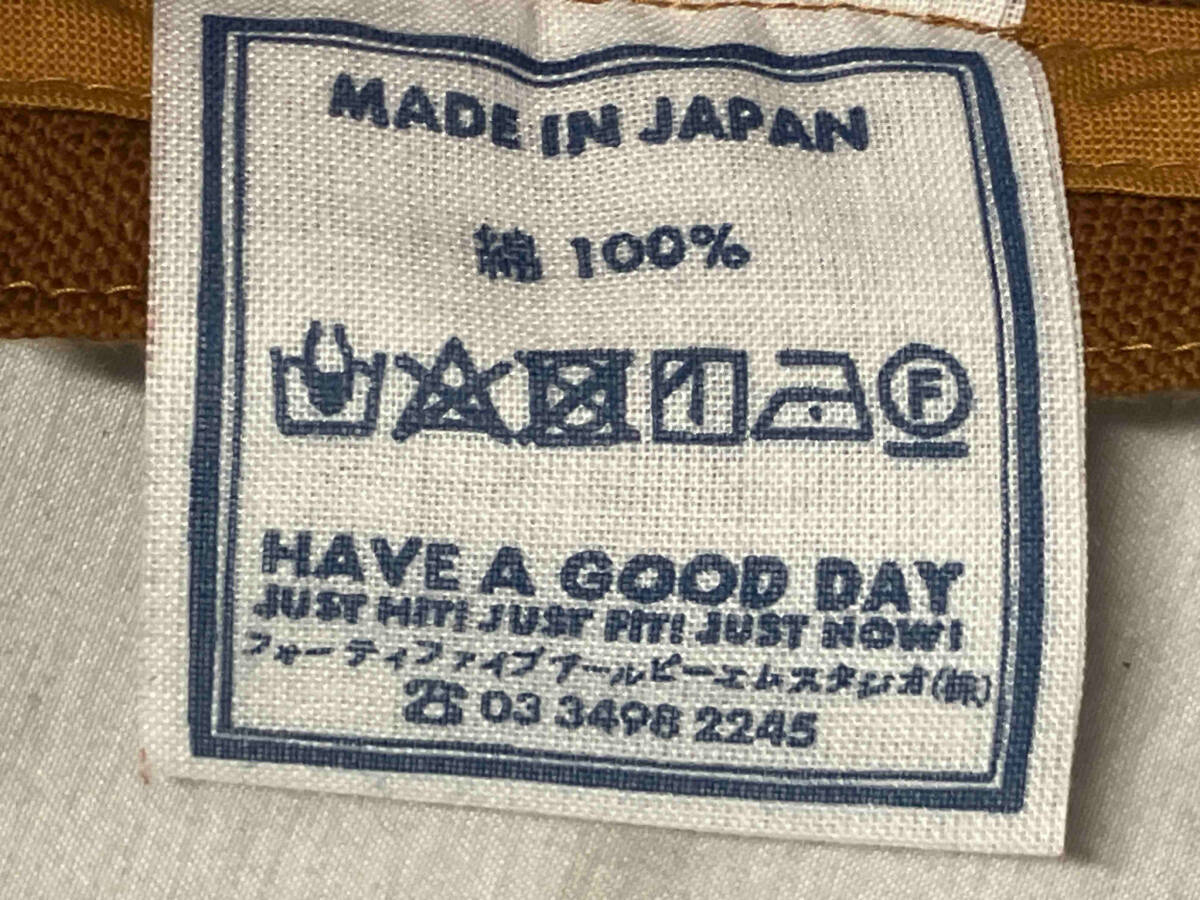 MADE IN JAPAN
綿 100%
F
HAVE A GOOD DAY
JUST HIT! JUST FIT! JUST NOW!
フォーティファイブアールピーエムスタジオ(株)
☎ 03 3498 2245